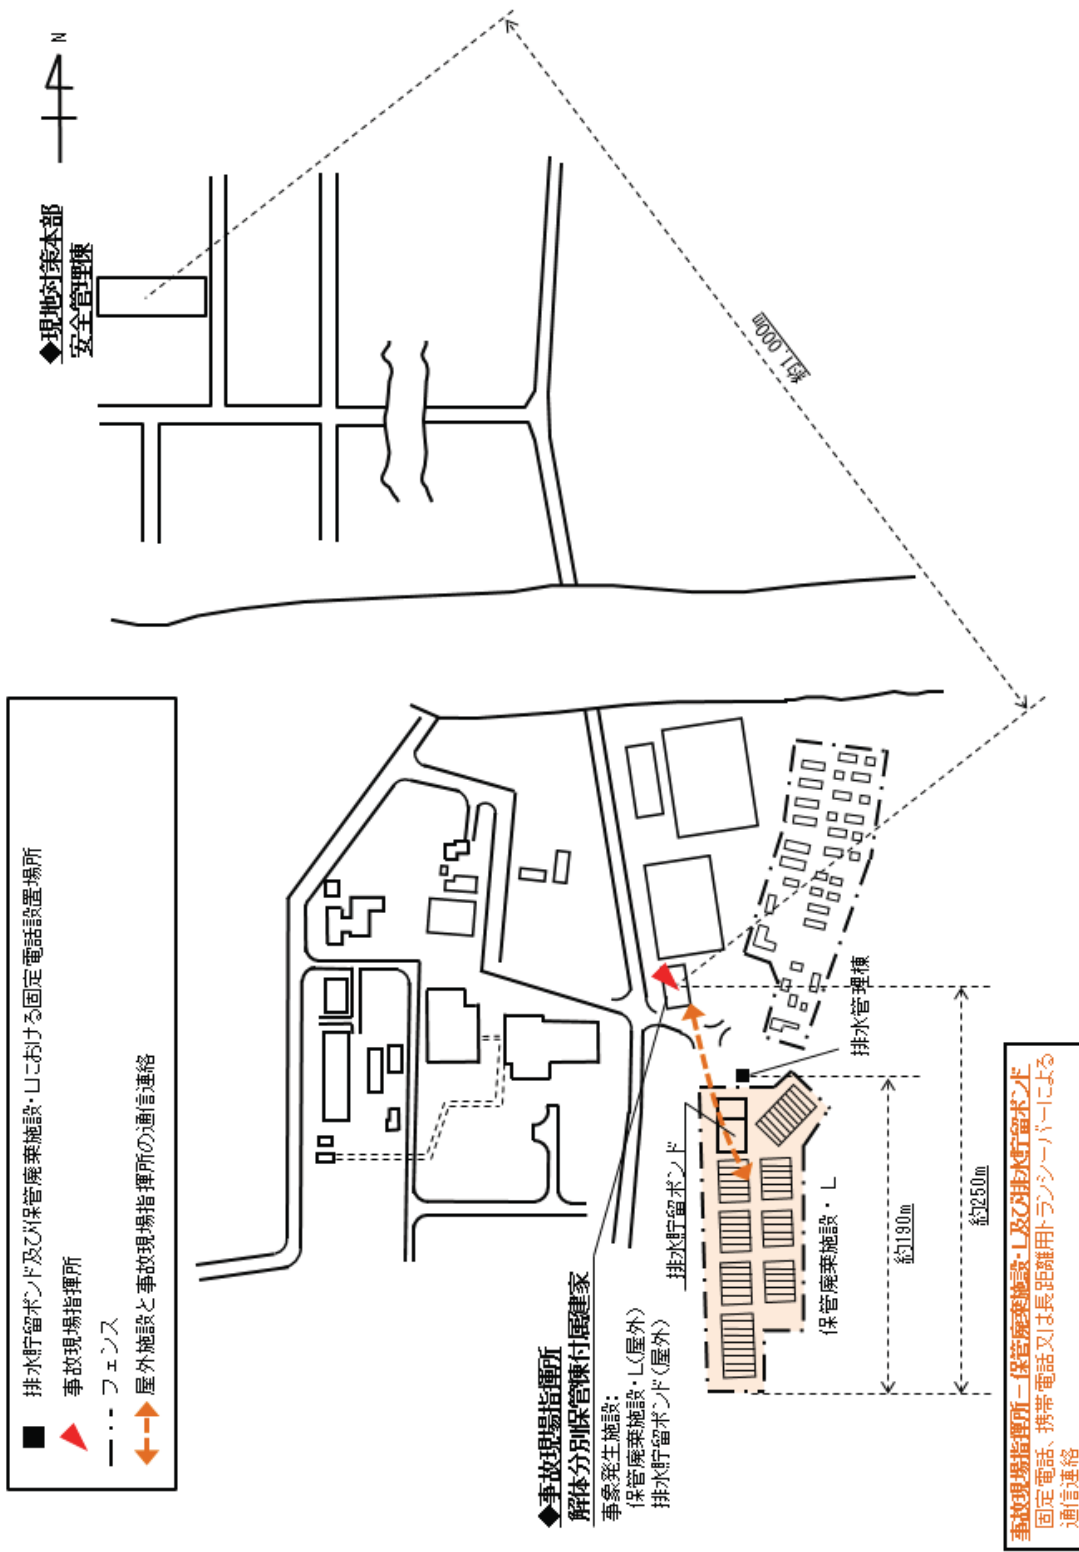 ■ 排水貯留ポンド及び保管廃棄施設・Lにおける固定電話設置場所
事故現場指揮所
フェンス
屋外施設と事故現場指揮所の通信連絡
N
◆現地対策本部
安全管理棟
約1,000m
◆事故現場指揮所
解体分別保管棟付属建家
事象発生施設:
保管廃棄施設・L(屋外)
排水貯留ポンド(屋外)
排水貯留ポンド
保管廃棄施設・L
排水管理棟
約190m
約250m
事故現場指揮所－保管廃棄施設・L及び排水貯留ポンド
固定電話、携帯電話又は長距離用トランシーバーによる
通信連絡